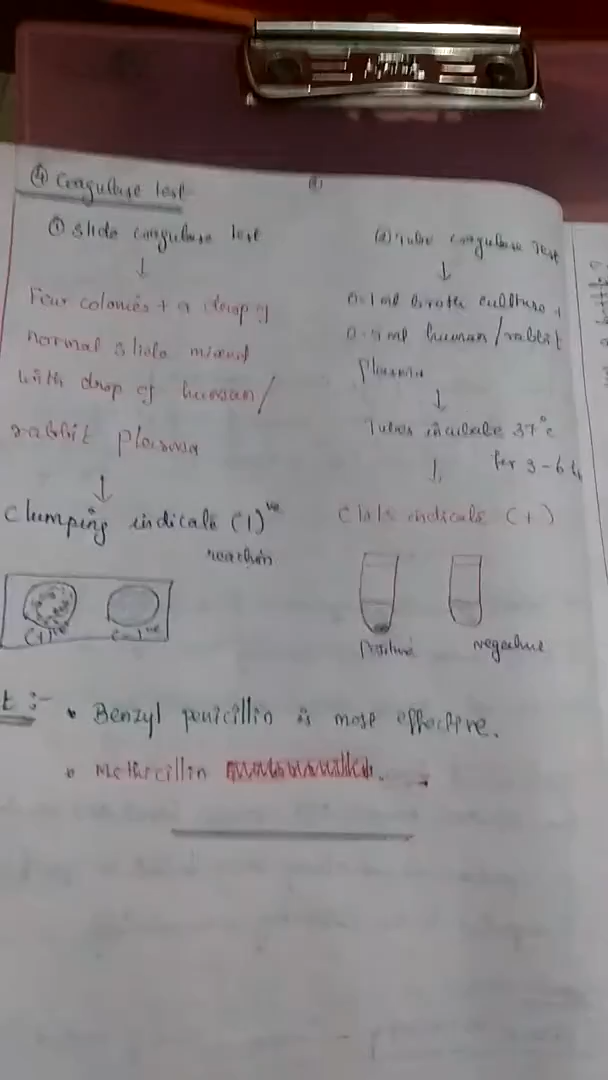 ④ Coagulase test
① Slide coagulase test
Few colonies + a drop of
normal slide mixed
with drop of human/
rabbit plasma
Clumping indicate (+)ve
reaction
(+)ve (-)ve
② Tube coagulase test
0.1 ml broth culture +
0.5 ml human/rabbit
plasma
Tubes incubate 37°c
for 3-6 h
Clots indicate (+)
Positive negative
t :-
• Benzyl penicillin is most effective.
• Methicillin